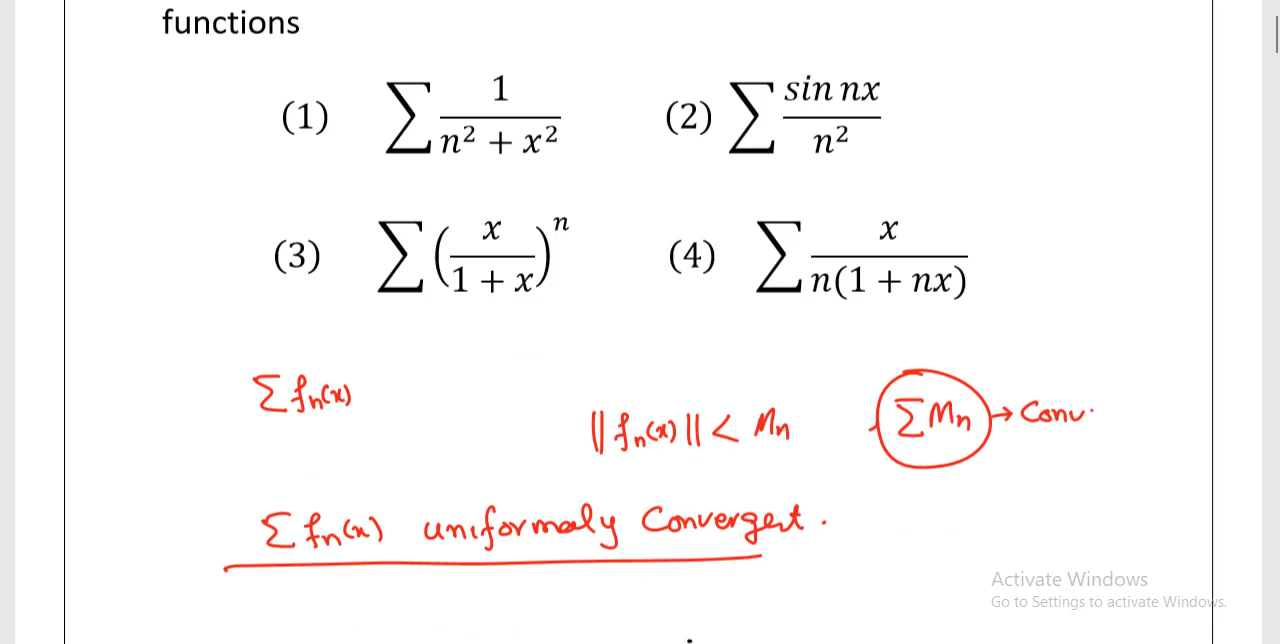 functions
(1) ∑ 1/(n² + x²) (2) ∑ sin nx / n²
(3) ∑ (x/(1 + x))ⁿ (4) ∑ x/(n(1 + nx))
∑ fn(x)
|| fn(x) || < Mn ∑ Mn → Conv.
∑ fn(x) uniformaly Convergent.
Activate Windows
Go to Settings to activate Windows.